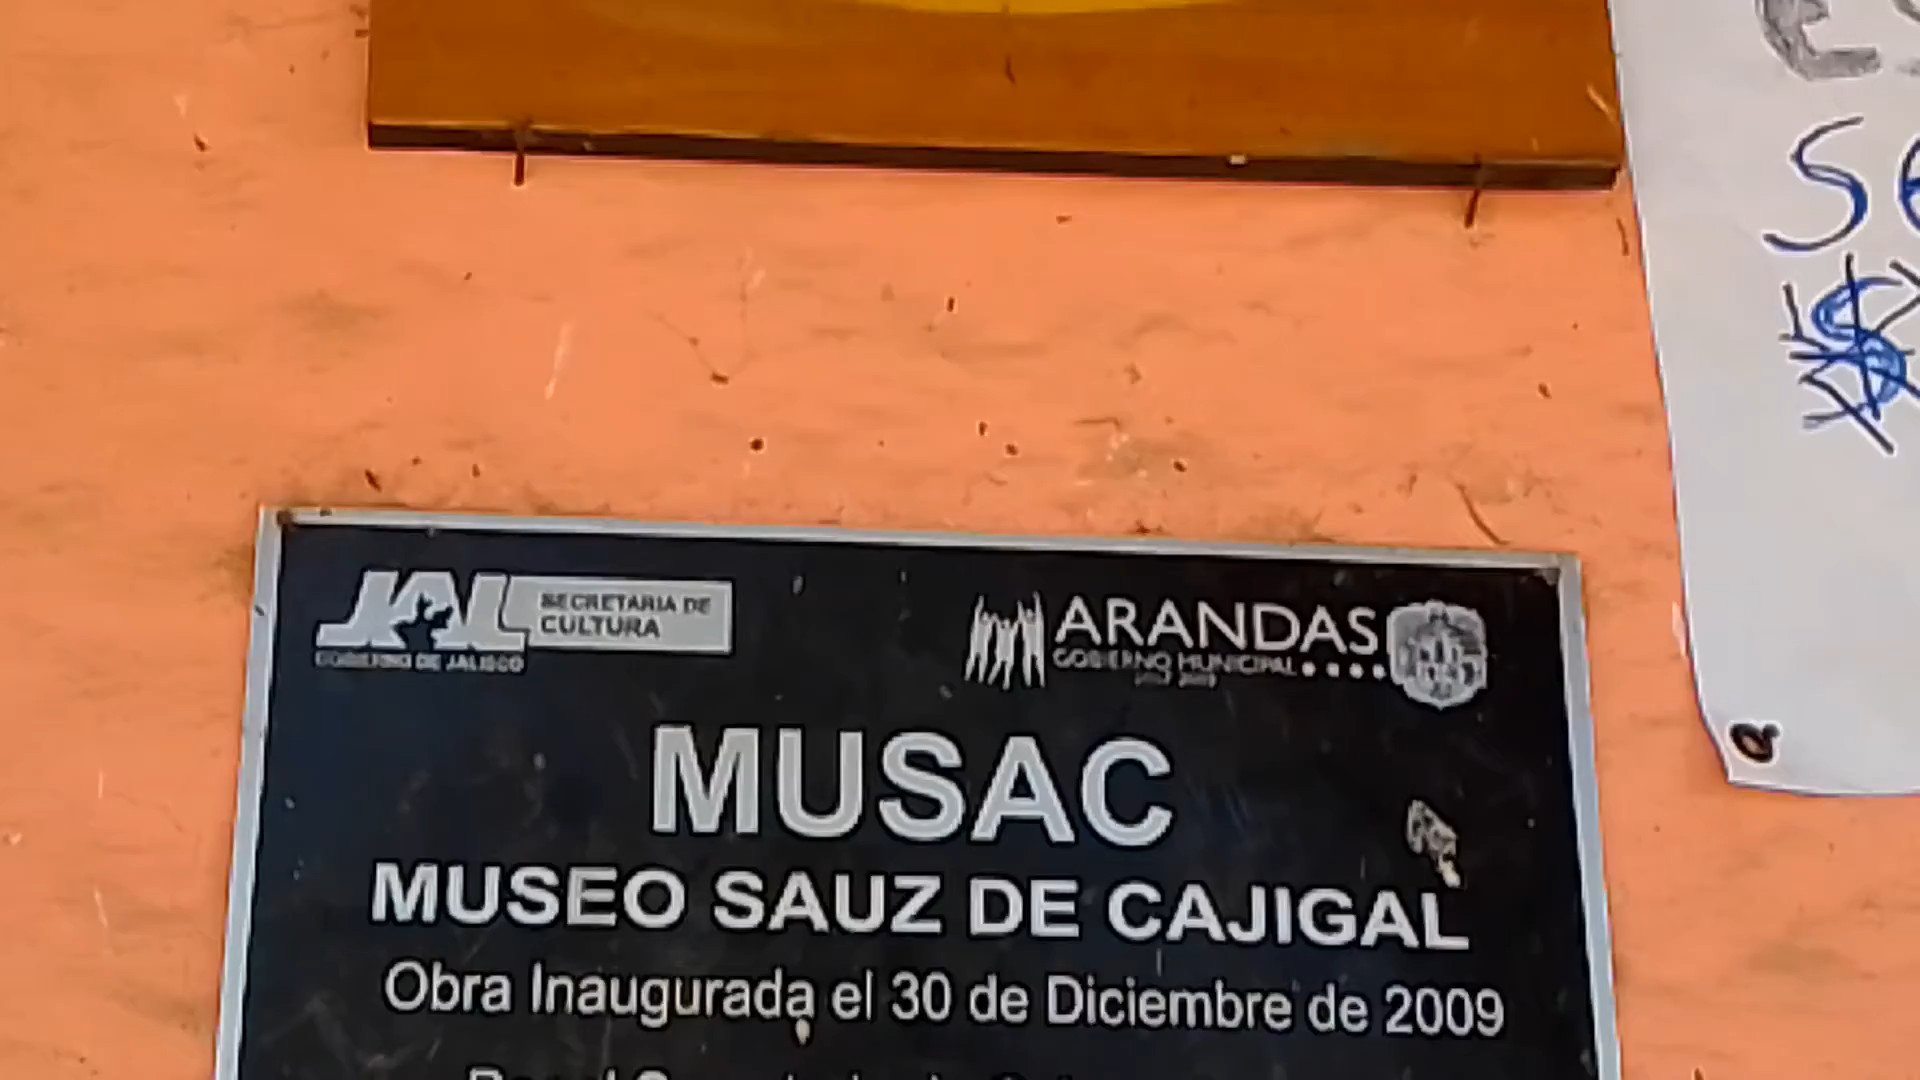 SECRETARIA DE
CULTURA
JAL
GOBIERNO DE JALISCO
ARANDAS
GOBIERNO MUNICIPAL
MUSAC
MUSEO SAUZ DE CAJIGAL
Obra Inaugurada el 30 de Diciembre de 2009